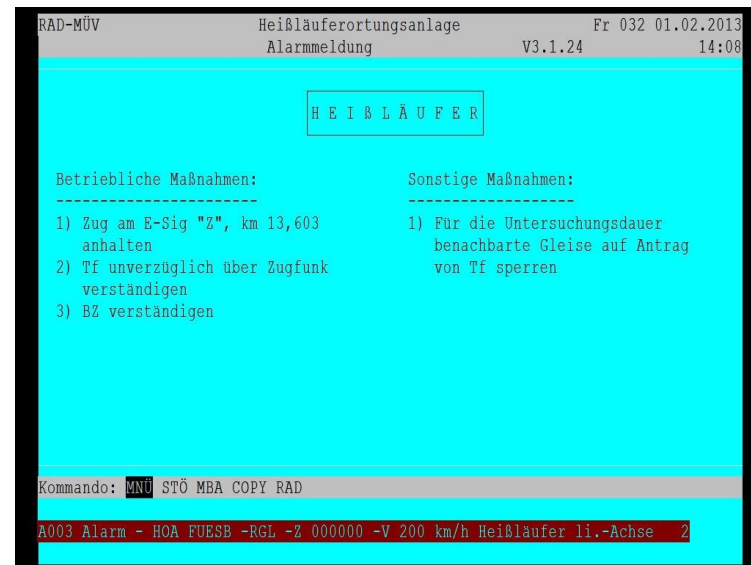 RAD-MÜV Heißläuferortungsanlage Fr 032 01.02.2013
Alarmmeldung V3.1.24 14:08
H E I ß L Ä U F E R
Betriebliche Maßnahmen:
-----------------------
1) Zug am E-Sig "Z", km 13,603
anhalten
2) Tf unverzüglich über Zugfunk
verständigen
3) BZ verständigen
Sonstige Maßnahmen:
-------------------
1) Für die Untersuchungsdauer
benachbarte Gleise auf Antrag
von Tf sperren
Kommando: MNÜ STÖ MBA COPY RAD
A003 Alarm - HOA FUESB -RGL -Z 000000 -V 200 km/h Heißläufer li.-Achse 2